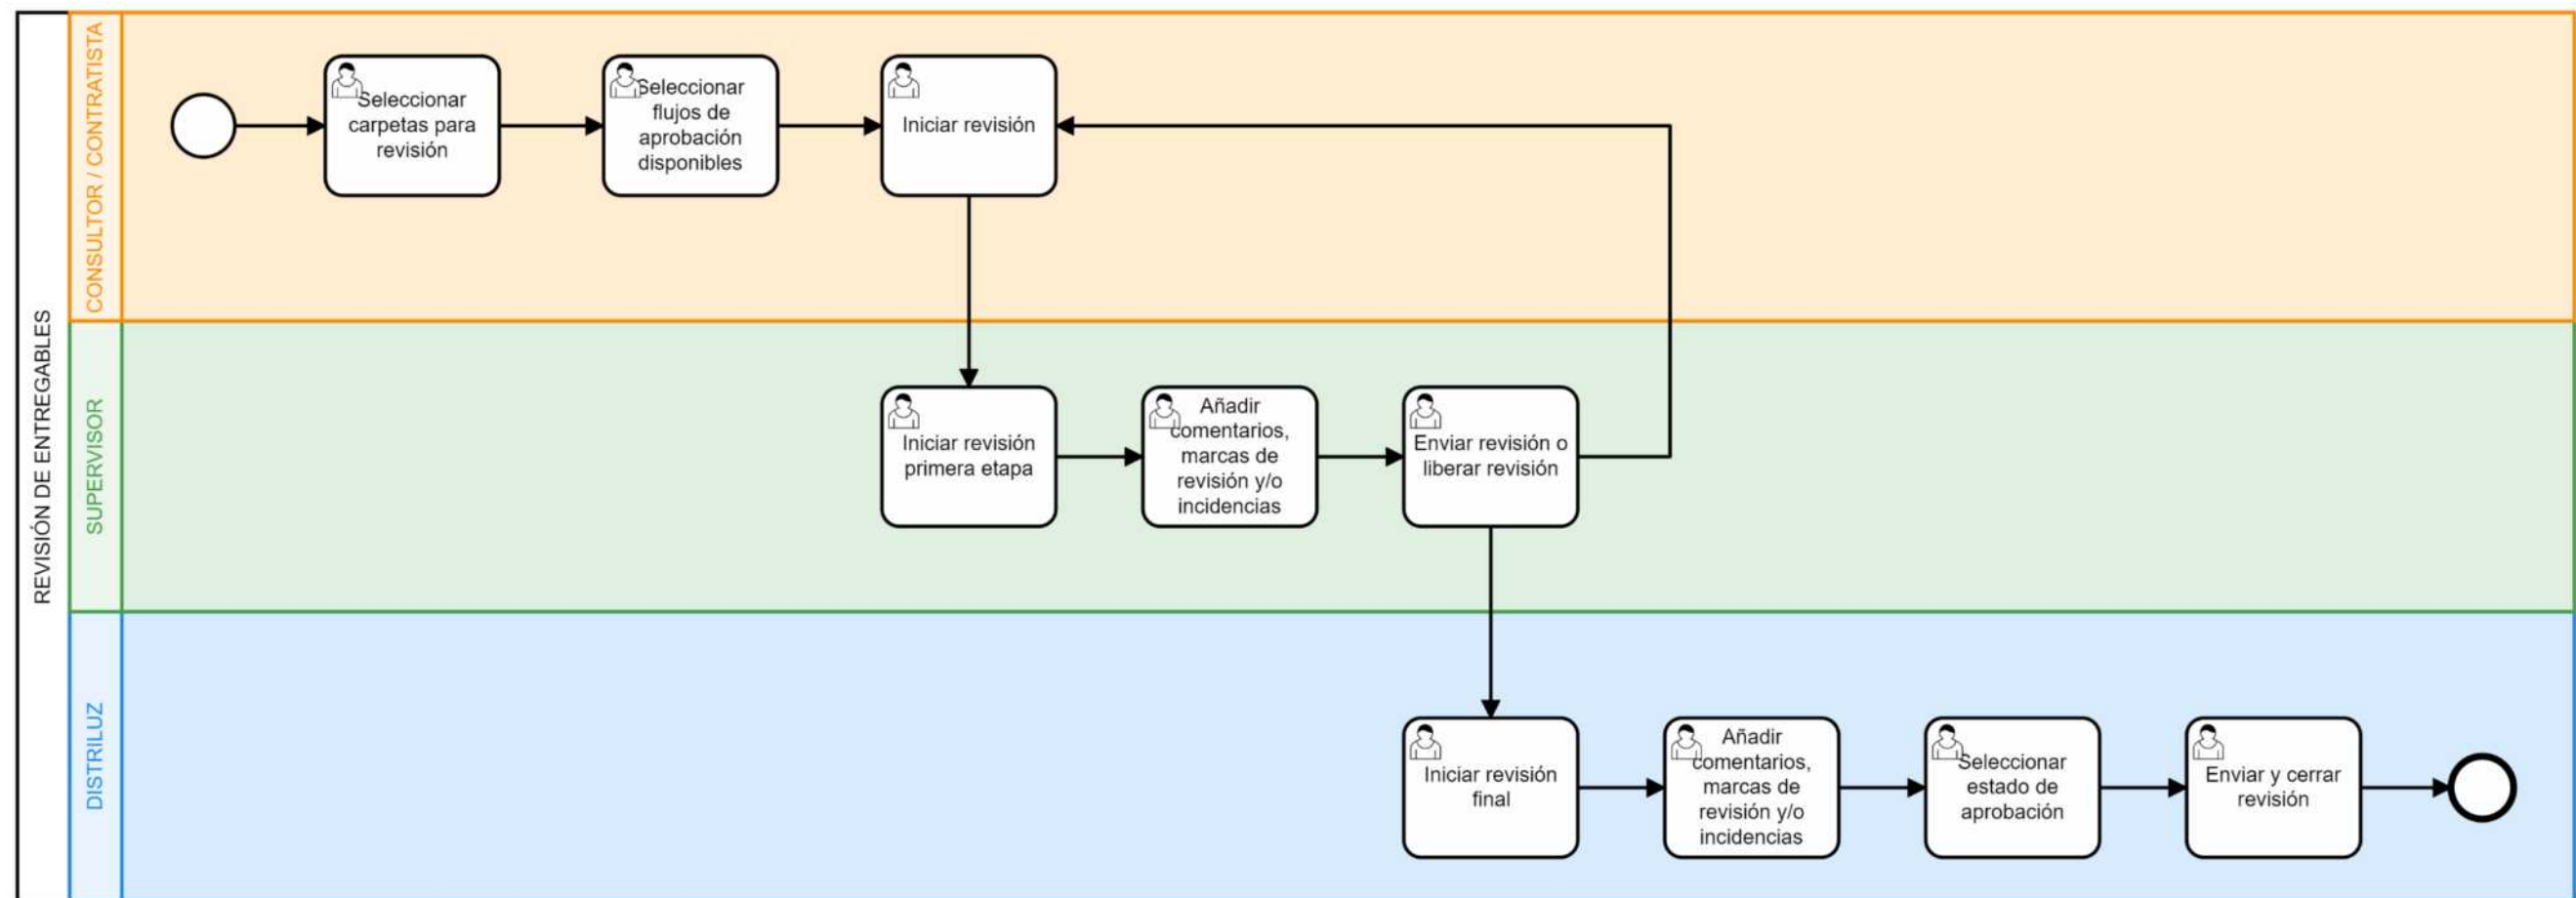 REVISIÓN DE ENTREGABLES
CONSULTOR / CONTRATISTA
Seleccionar
carpetas para
revisión
Seleccionar
flujos de
aprobación
disponibles
Iniciar revisión
SUPERVISOR
Iniciar revisión
primera etapa
Añadir
comentarios,
marcas de
revisión y/o
incidencias
Enviar revisión o
liberar revisión
DISTRILUZ
Iniciar revisión
final
Añadir
comentarios,
marcas de
revisión y/o
incidencias
Seleccionar
estado de
aprobación
Enviar y cerrar
revisión